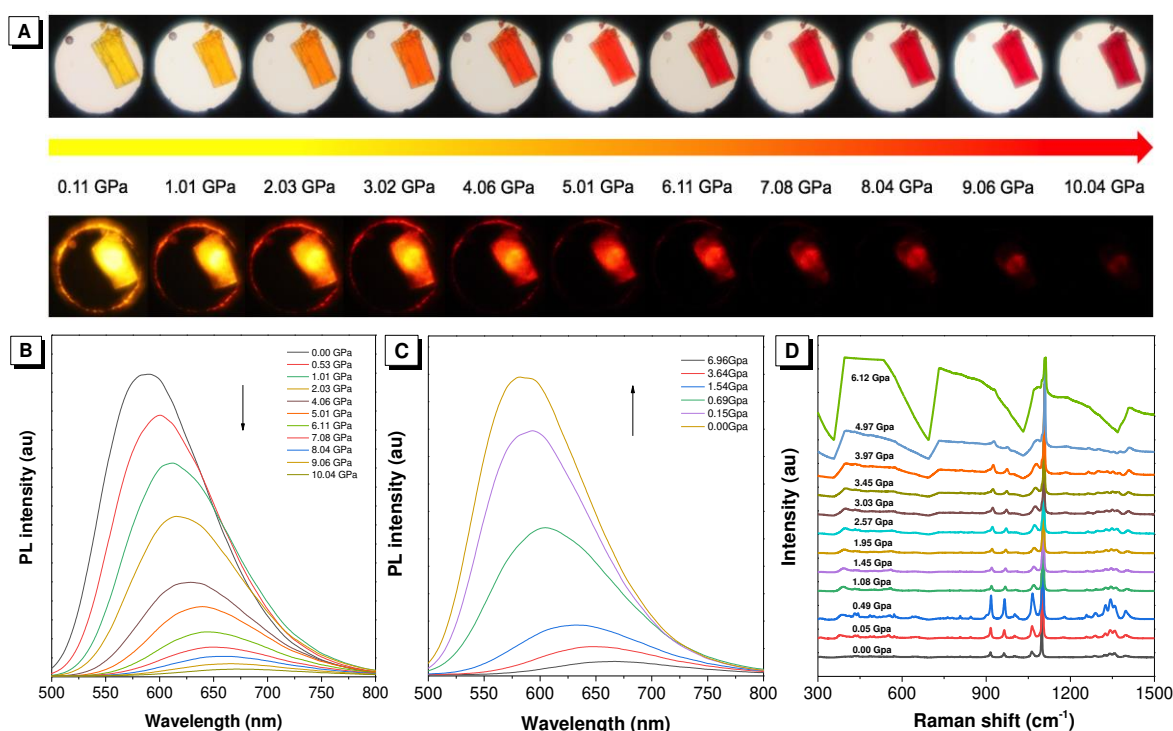 A
0.11 GPa 1.01 GPa 2.03 GPa 3.02 GPa 4.06 GPa 5.01 GPa 6.11 GPa 7.08 GPa 8.04 GPa 9.06 GPa 10.04 GPa
B
0.00 GPa
0.53 GPa
1.01 GPa
2.03 GPa
4.06 GPa
5.01 GPa
6.11 GPa
7.08 GPa
8.04 GPa
9.06 GPa
10.04 GPa
PL intensity (au)
500 550 600 650 700 750 800
Wavelength (nm)
C
6.96Gpa
3.64Gpa
1.54Gpa
0.69Gpa
0.15Gpa
0.00Gpa
PL intensity (au)
500 550 600 650 700 750 800
Wavelength (nm)
D
6.12 Gpa
4.97 Gpa
3.97 Gpa
3.45 Gpa
3.03 Gpa
2.57 Gpa
1.95 Gpa
1.45 Gpa
1.08 Gpa
0.49 Gpa
0.05 Gpa
0.00 Gpa
Intensity (au)
300 600 900 1200 1500
Raman shift (cm⁻¹)